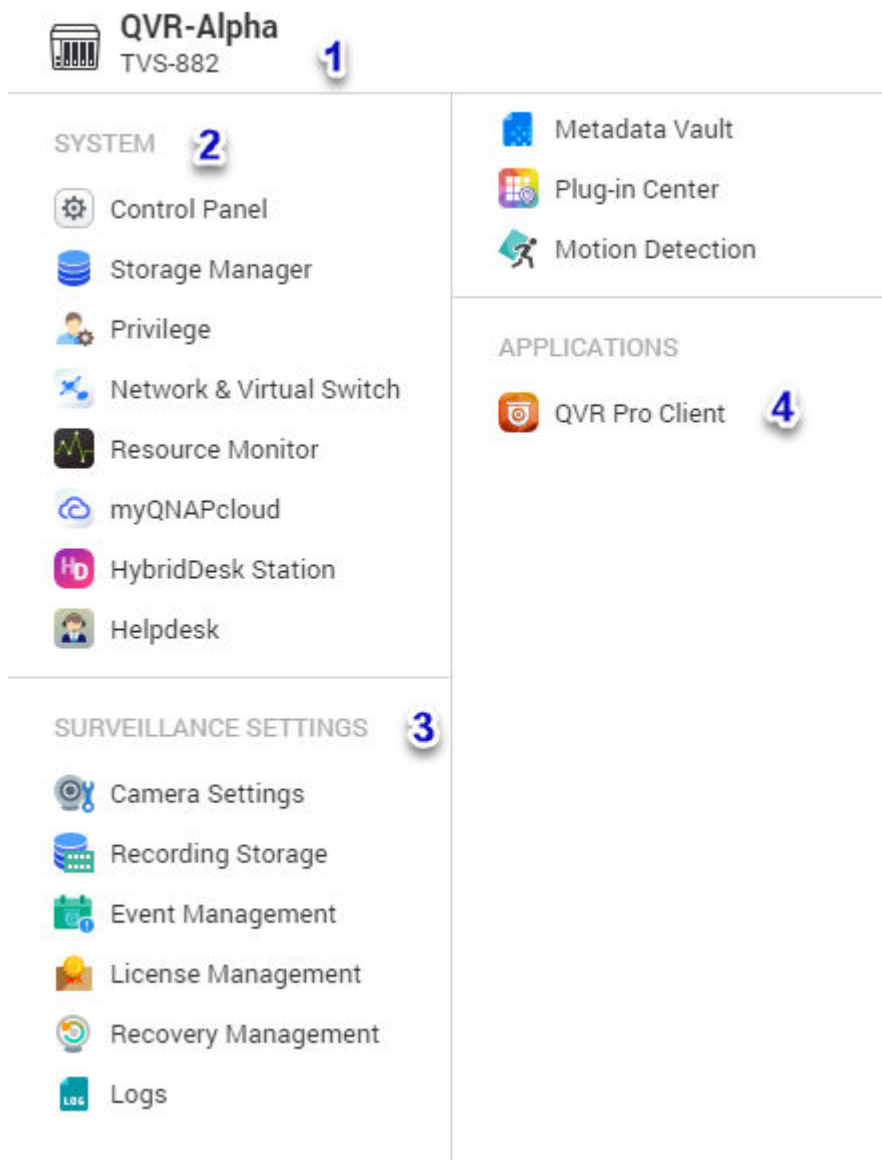 QVR-Alpha
TVS-882
1
SYSTEM 2
Control Panel
Storage Manager
Privilege
Network & Virtual Switch
Resource Monitor
myQNAPcloud
HD HybridDesk Station
Helpdesk
SURVEILLANCE SETTINGS 3
Camera Settings
Recording Storage
Event Management
License Management
Recovery Management
LOG Logs
Metadata Vault
Plug-in Center
Motion Detection
APPLICATIONS
QVR Pro Client 4